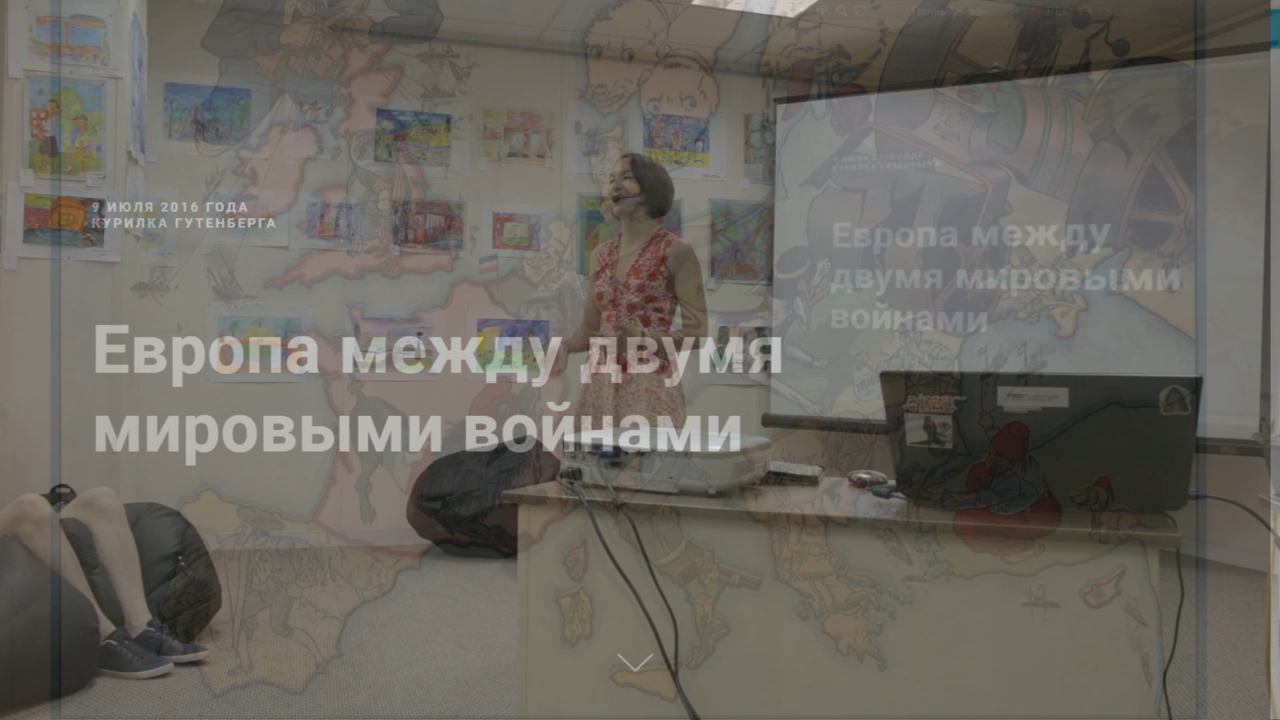 9 ИЮЛЯ 2016 ГОДА
КУРИЛКА ГУТЕНБЕРГА
Европа между двумя
мировыми войнами
Европа между
двумя мировыми
войнами